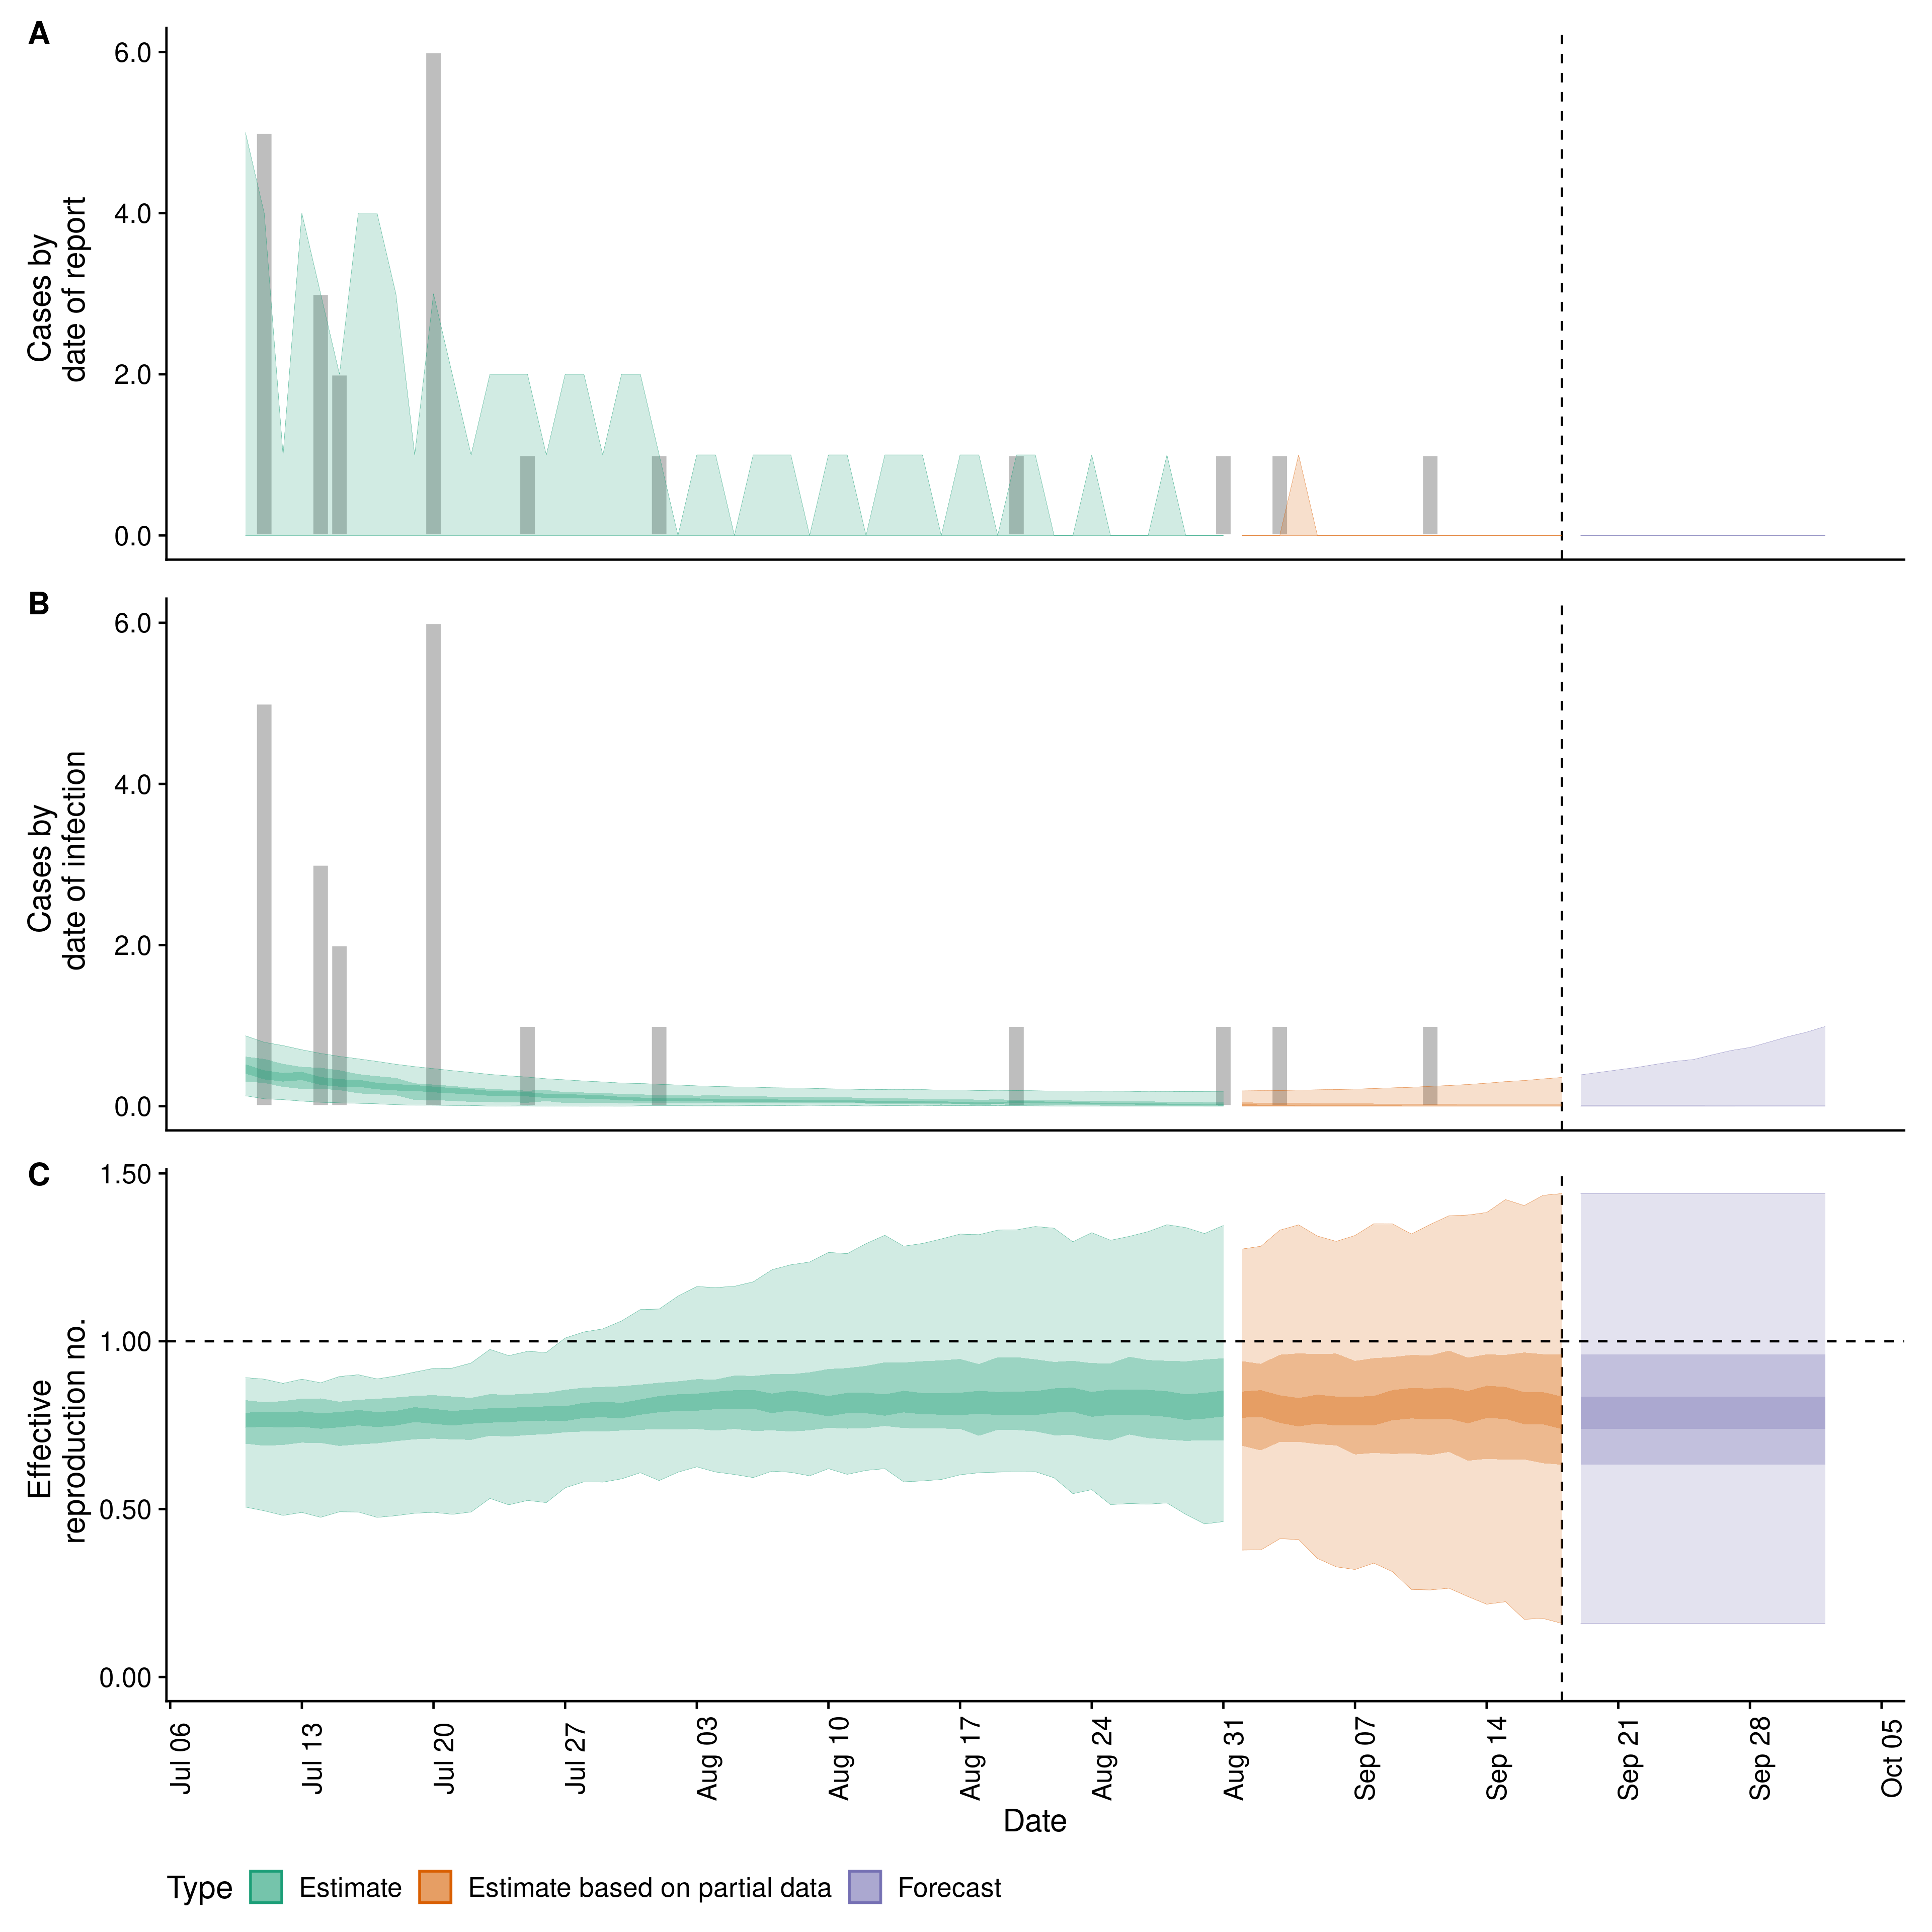 A
6.0
4.0
2.0
0.0
Cases by
date of report
B
6.0
4.0
2.0
0.0
Cases by
date of infection
C
1.50
1.00
0.50
0.00
Effective
reproduction no.
Jul 06
Jul 13
Jul 20
Jul 27
Aug 03
Aug 10
Aug 17
Aug 24
Aug 31
Sep 07
Sep 14
Sep 21
Sep 28
Oct 05
Date
Type Estimate Estimate based on partial data Forecast